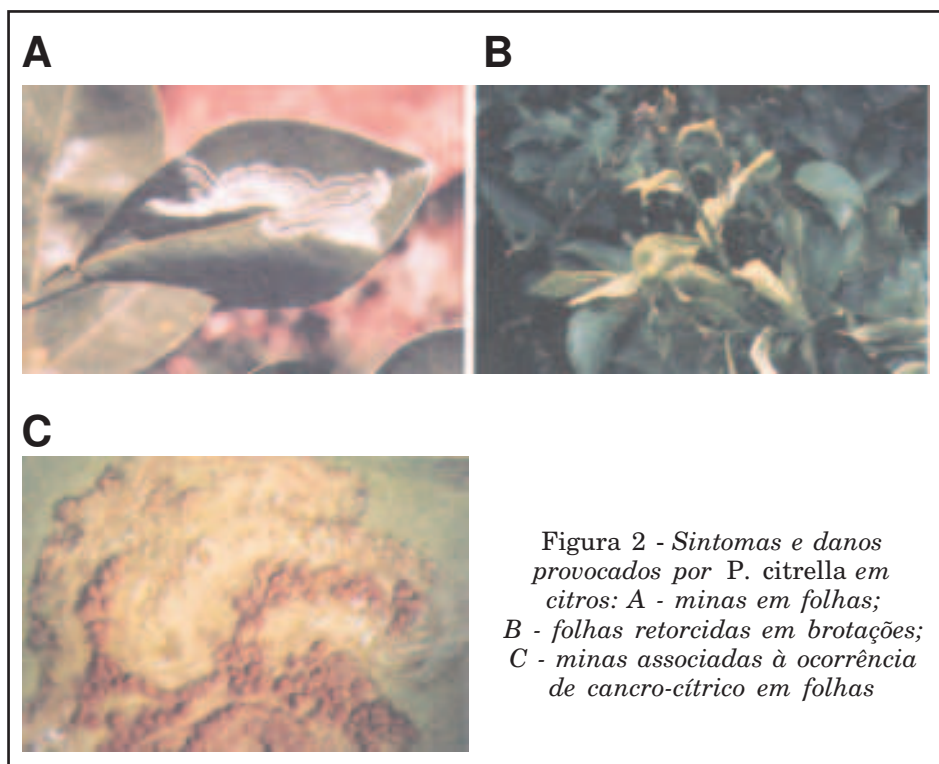 A
B
C
Figura 2 - Sintomas e danos
provocados por P. citrella em
citros: A - minas em folhas;
B - folhas retorcidas em brotações;
C - minas associadas à ocorrência
de cancro-cítrico em folhas